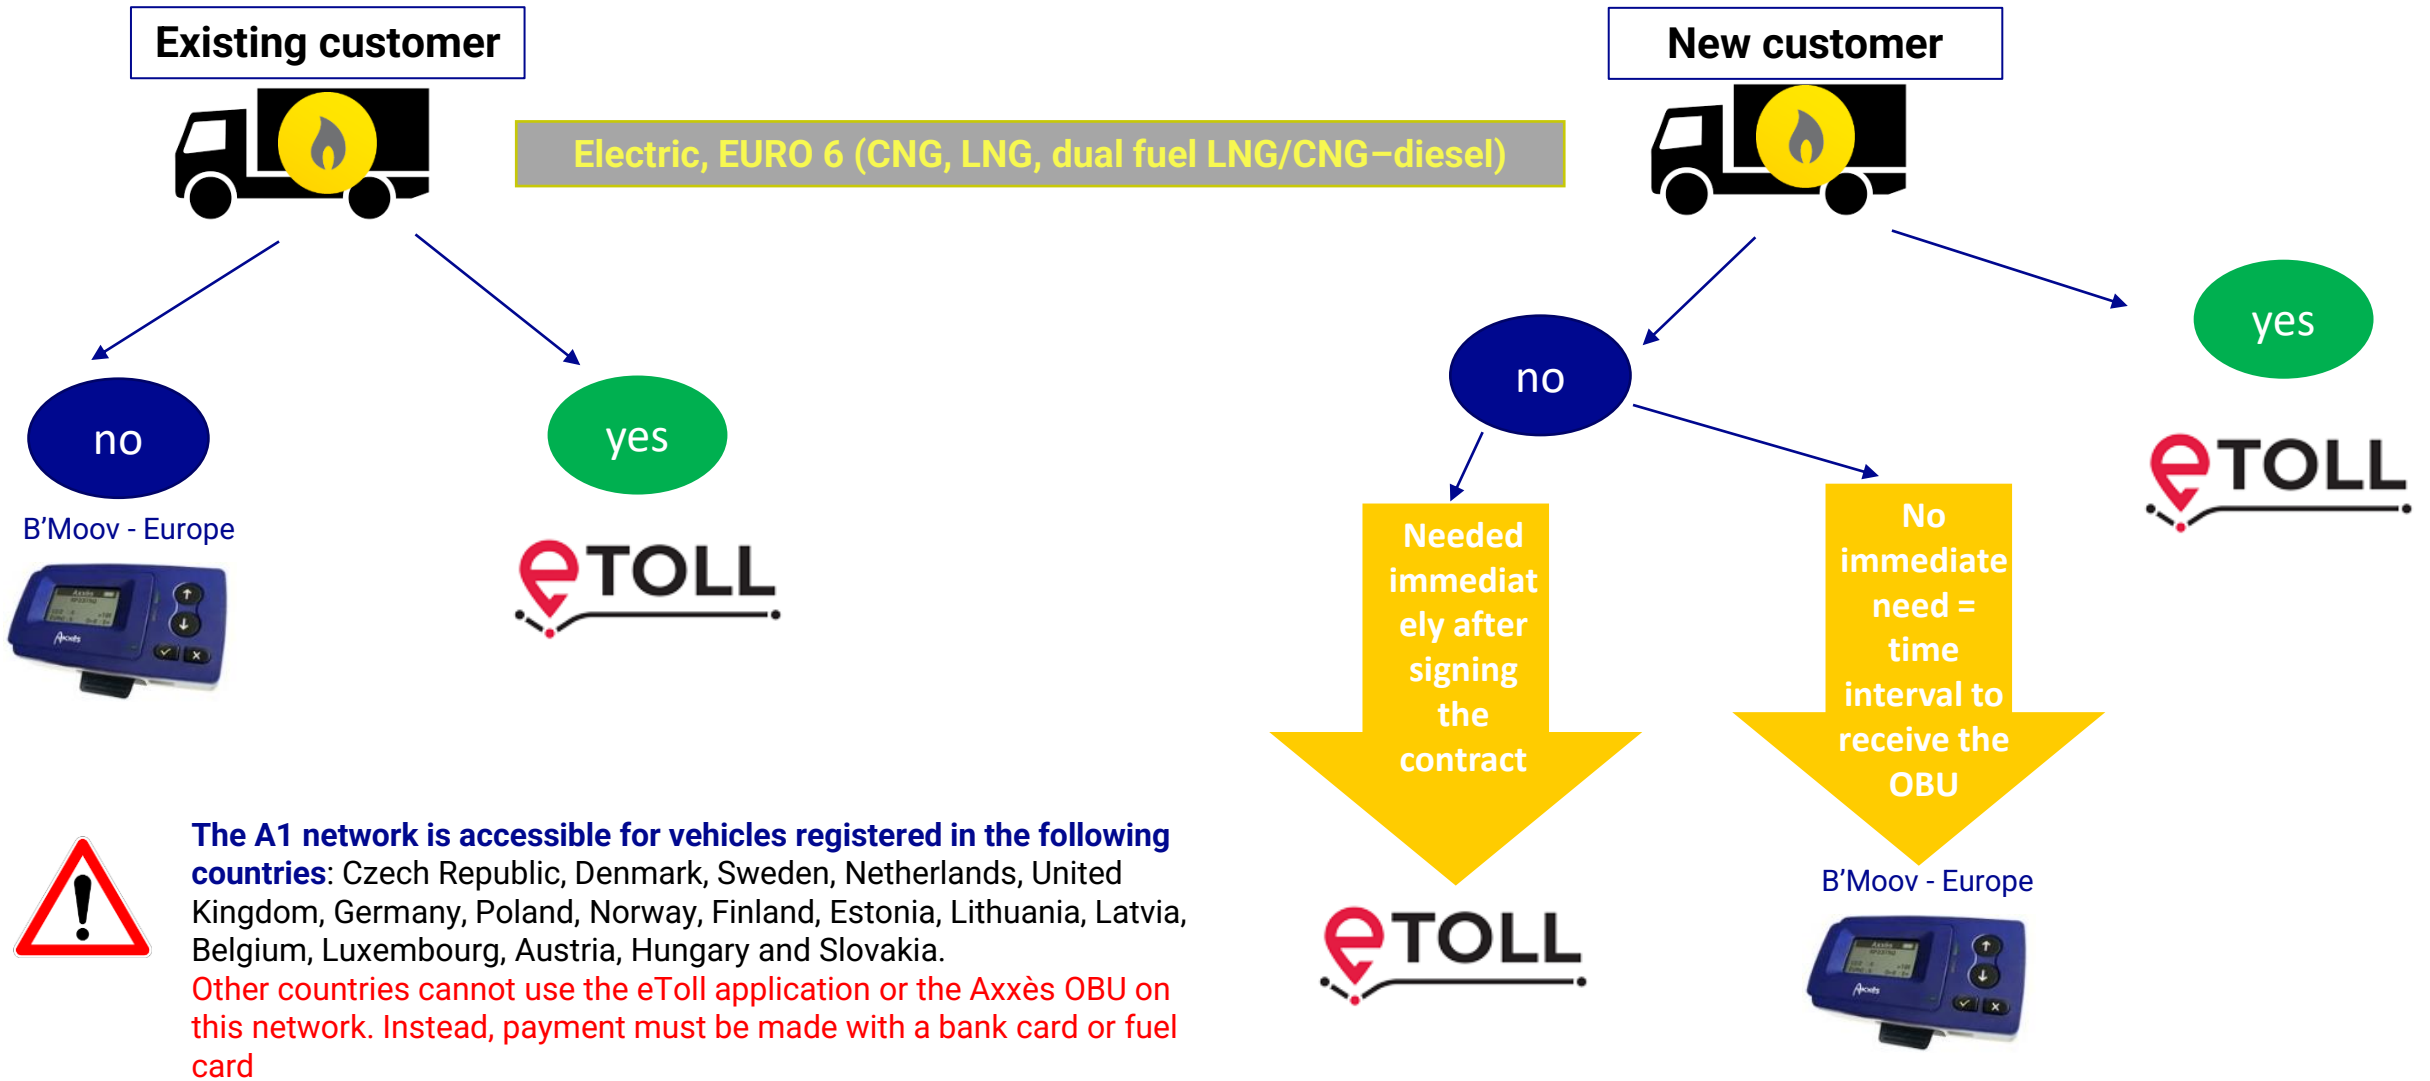 Existing customer
New customer
Electric, EURO 6 (CNG, LNG, dual fuel LNG/CNG–diesel)
no
yes
B'Moov - Europe
Axxès
Axxès
eTOLL
no
yes
eTOLL
Needed
immediat
ely after
signing
the
contract
No
immediate
need =
time
interval to
receive the
OBU
eTOLL
B'Moov - Europe
Axxès
Axxès
The A1 network is accessible for vehicles registered in the following
countries: Czech Republic, Denmark, Sweden, Netherlands, United
Kingdom, Germany, Poland, Norway, Finland, Estonia, Lithuania, Latvia,
Belgium, Luxembourg, Austria, Hungary and Slovakia.
Other countries cannot use the eToll application or the Axxès OBU on
this network. Instead, payment must be made with a bank card or fuel
card